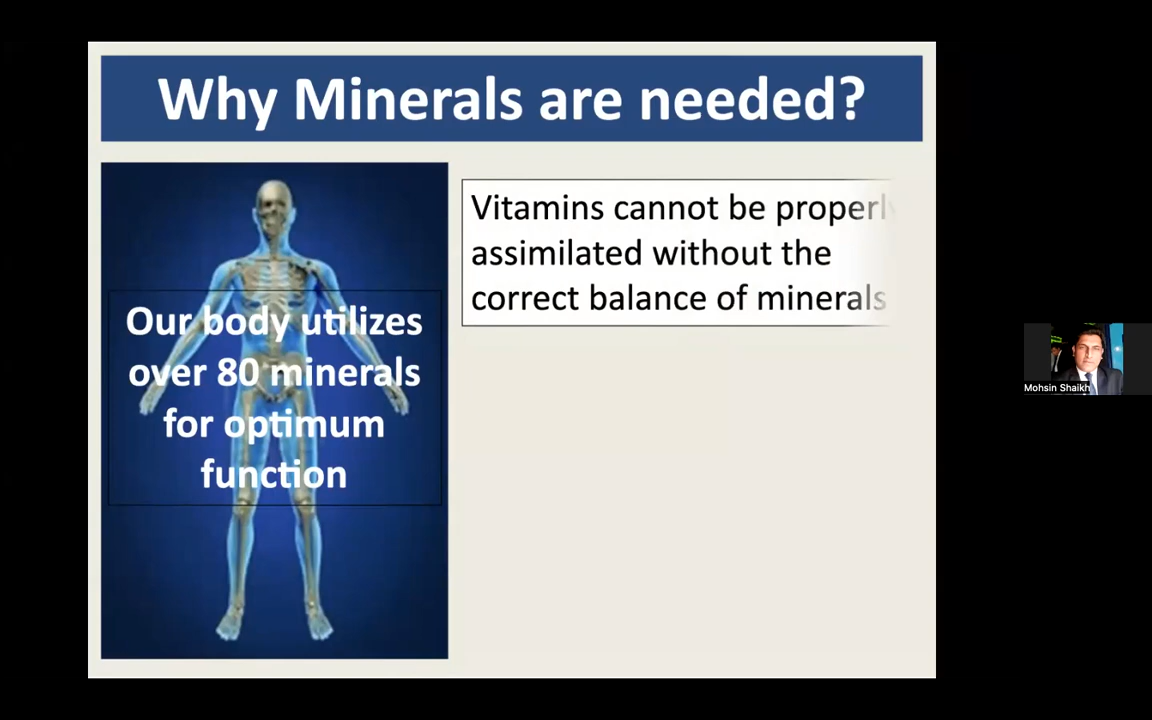 Why Minerals are needed?
Our body utilizes
over 80 minerals
for optimum
function
Vitamins cannot be properly
assimilated without the
correct balance of minerals
Mohsin Shaikh